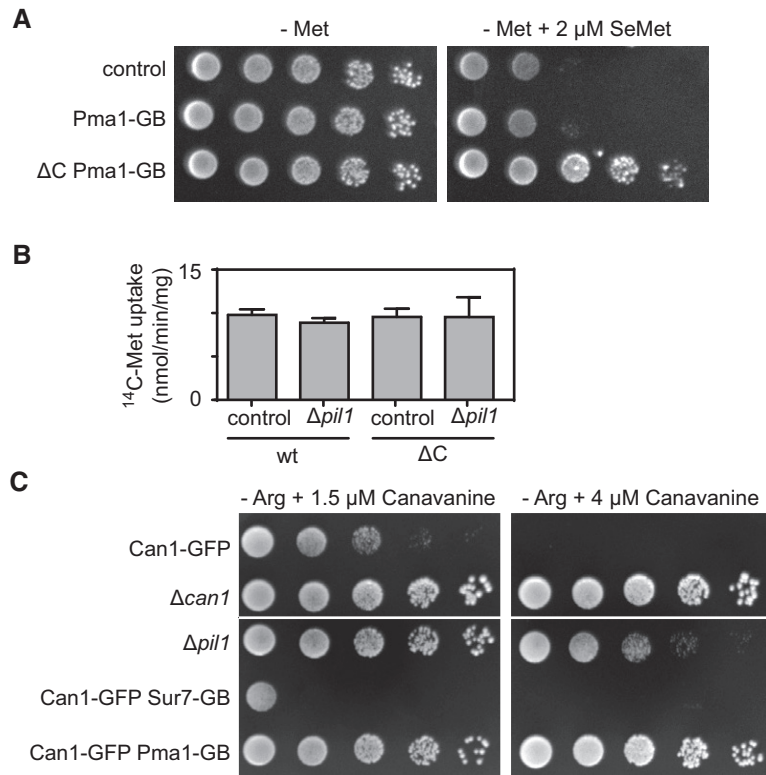 A
- Met
- Met + 2 µM SeMet
control
Pma1-GB
ΔC Pma1-GB
B
¹⁴C-Met uptake
(nmol/min/mg)
15
0
control
Δpil1
control
Δpil1
wt
ΔC
C
- Arg + 1.5 µM Canavanine
- Arg + 4 µM Canavanine
Can1-GFP
Δcan1
Δpil1
Can1-GFP Sur7-GB
Can1-GFP Pma1-GB